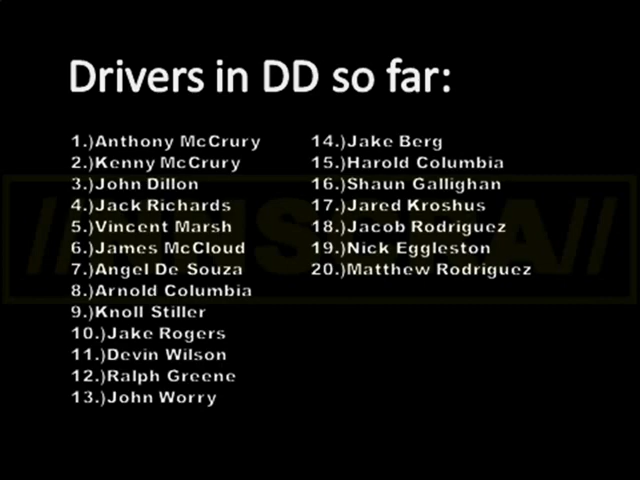 Drivers in DD so far:
1.)Anthony McCrury
2.)Kenny McCrury
3.)John Dillon
4.)Jack Richards
5.)Vincent Marsh
6.)James McCloud
7.)Angel De Souza
8.)Arnold Columbia
9.)Knoll Stiller
10.)Jake Rogers
11.)Devin Wilson
12.)Ralph Greene
13.)John Worry
14.)Jake Berg
15.)Harold Columbia
16.)Shaun Gallighan
17.)Jared Kroshus
18.)Jacob Rodriguez
19.)Nick Eggleston
20.)Matthew Rodriguez